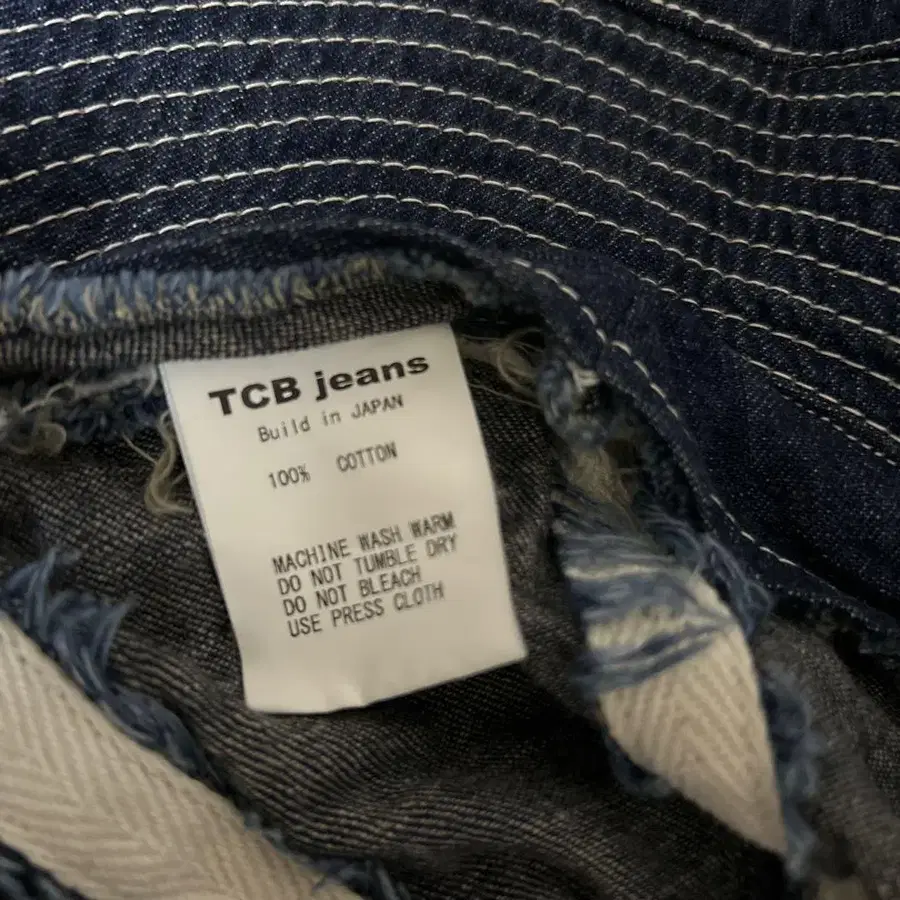 TCB jeans
Build in JAPAN
100% COTTON
MACHINE WASH WARM
DO NOT TUMBLE DRY
DO NOT BLEACH
USE PRESS CLOTH